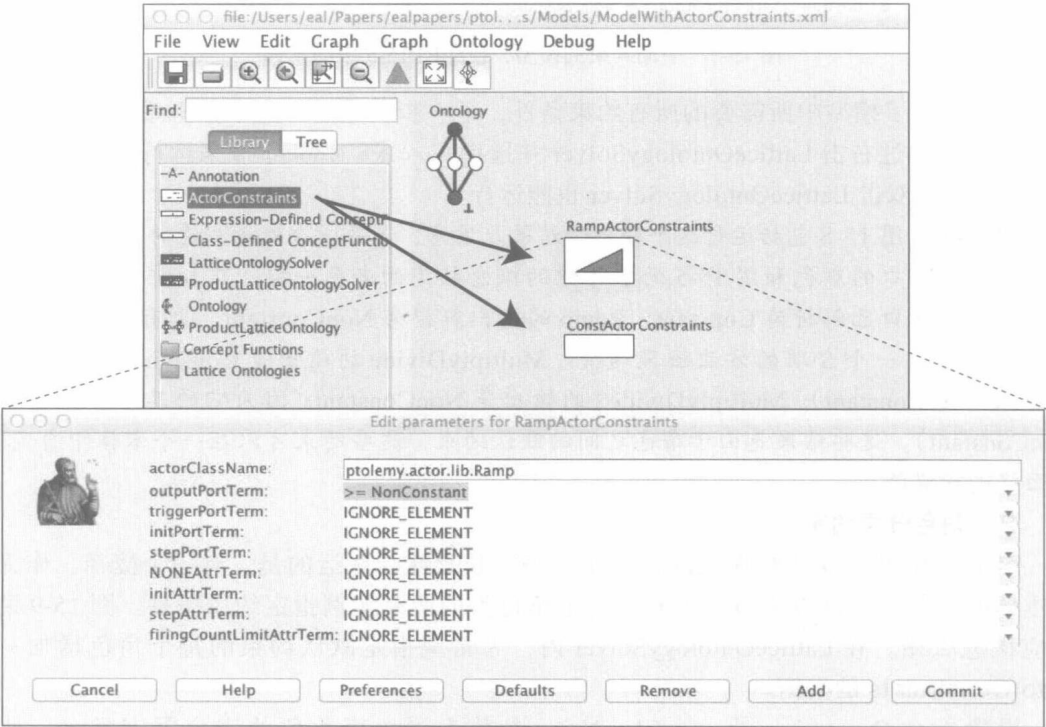 file:/Users/eal/Papers/ealpapers/ptol. ..s/Models/ModelWithActorConstraints.xml
File View Edit Graph Graph Ontology Debug Help
Find:
Library Tree
-A- Annotation
ActorConstraints
Expression-Defined Concept
Class-Defined ConceptFunctio
LatticeOntologySolver
ProductLatticeOntologySolver
Ontology
ProductLatticeOntology
Concept Functions
Lattice Ontologies
Ontology
⊥
RampActorConstraints
ConstActorConstraints
Edit parameters for RampActorConstraints
actorClassName: ptolemy.actor.lib.Ramp
outputPortTerm: >= NonConstant
triggerPortTerm: IGNORE_ELEMENT
initPortTerm: IGNORE_ELEMENT
stepPortTerm: IGNORE_ELEMENT
NONEAttrTerm: IGNORE_ELEMENT
initAttrTerm: IGNORE_ELEMENT
stepAttrTerm: IGNORE_ELEMENT
firingCountLimitAttrTerm: IGNORE_ELEMENT
Cancel Help Preferences Defaults Remove Add Commit